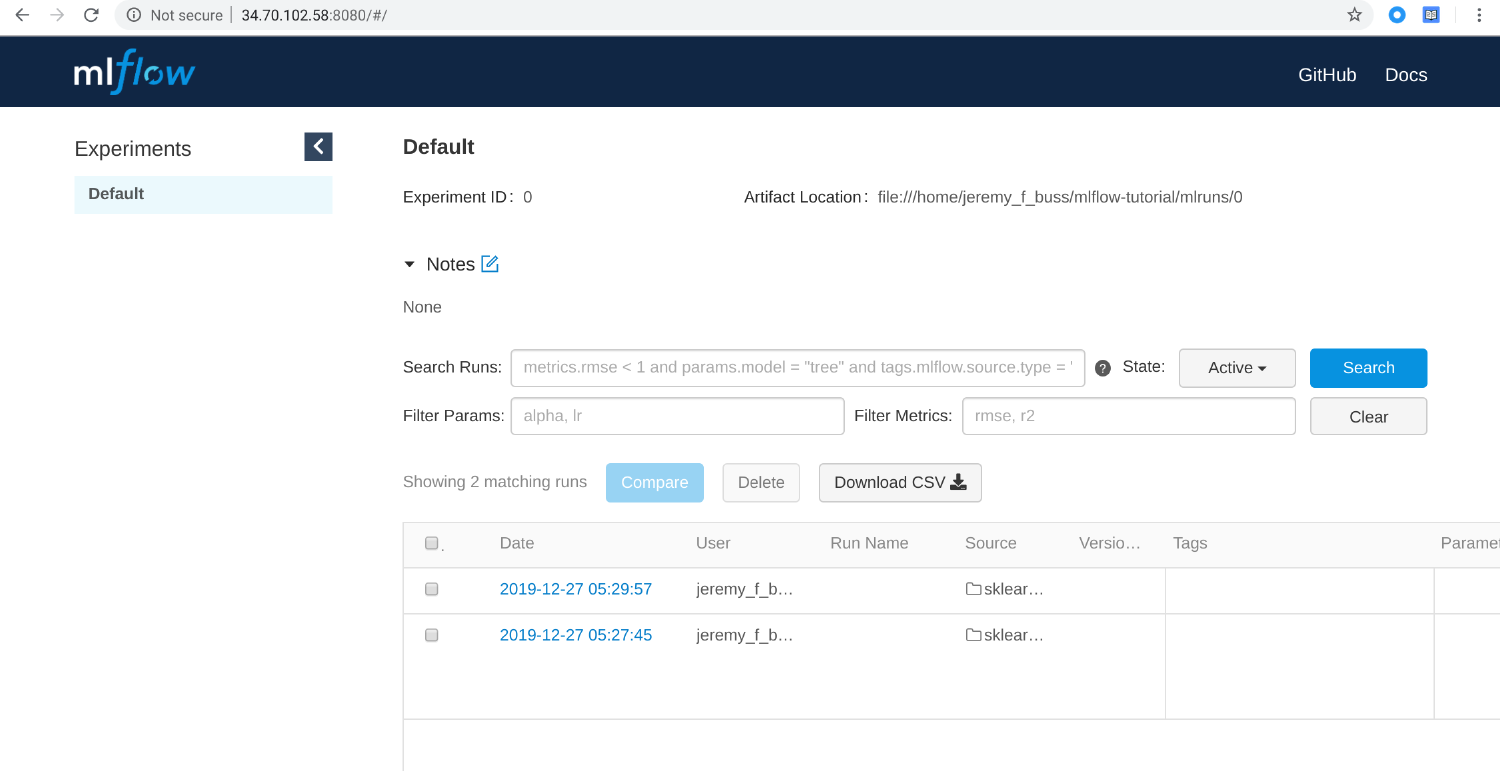 Not secure 34.70.102.58:8080/#/
mlflow
GitHub Docs
Experiments
Default
Default
Experiment ID: 0 Artifact Location: file:///home/jeremy_f_buss/mlflow-tutorial/mlruns/0
Notes
None
Search Runs: metrics.rmse < 1 and params.model = "tree" and tags.mlflow.source.type = ' ? State: Active Search
Filter Params: alpha, lr Filter Metrics: rmse, r2 Clear
Showing 2 matching runs Compare Delete Download CSV
Date User Run Name Source Versio… Tags Paramet
2019-12-27 05:29:57 jeremy_f_b… sklear…
2019-12-27 05:27:45 jeremy_f_b… sklear…